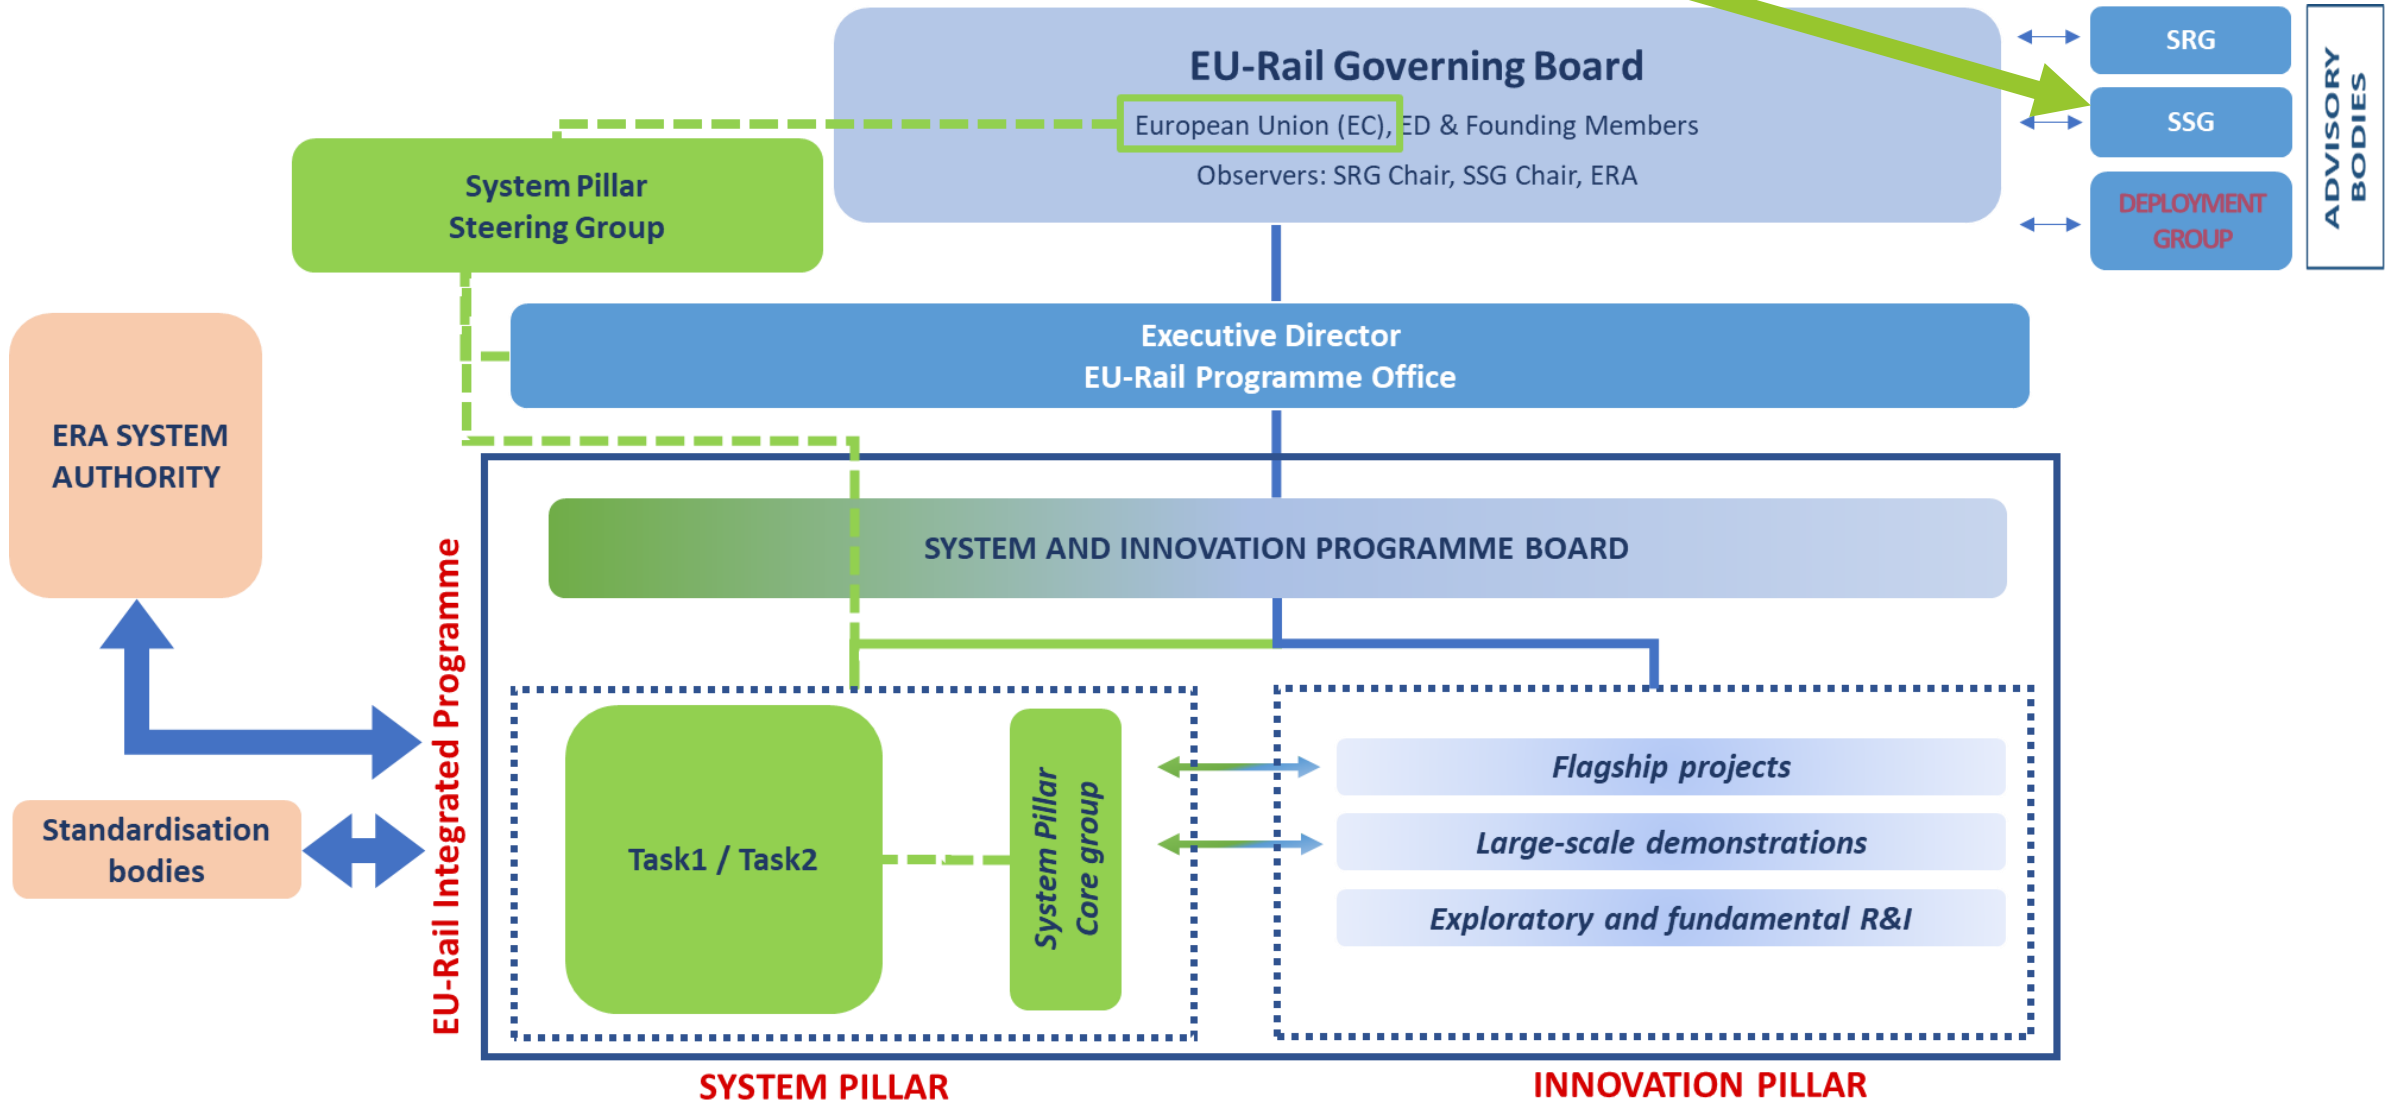 EU-Rail Governing Board
European Union (EC), ED & Founding Members
Observers: SRG Chair, SSG Chair, ERA
SRG
SSG
DEPLOYMENT
GROUP
ADVISORY
BODIES
System Pillar
Steering Group
Executive Director
EU-Rail Programme Office
ERA SYSTEM
AUTHORITY
Standardisation
bodies
EU-Rail Integrated Programme
SYSTEM AND INNOVATION PROGRAMME BOARD
Task1 / Task2
System Pillar
Core group
Flagship projects
Large-scale demonstrations
Exploratory and fundamental R&I
SYSTEM PILLAR
INNOVATION PILLAR